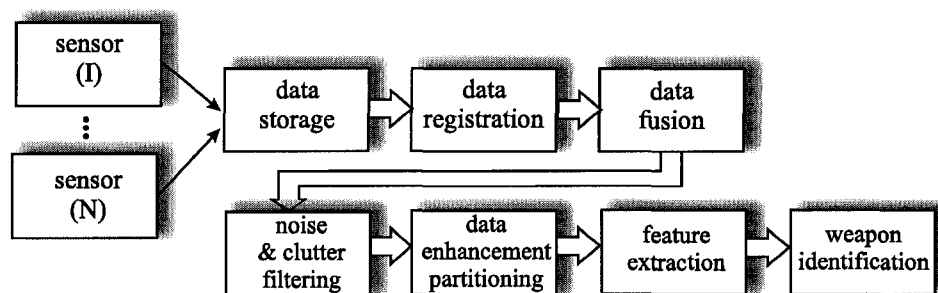 sensor
(I)
sensor
(N)
data
storage
data
registration
data
fusion
noise
& clutter
filtering
data
enhancement
partitioning
feature
extraction
weapon
identification